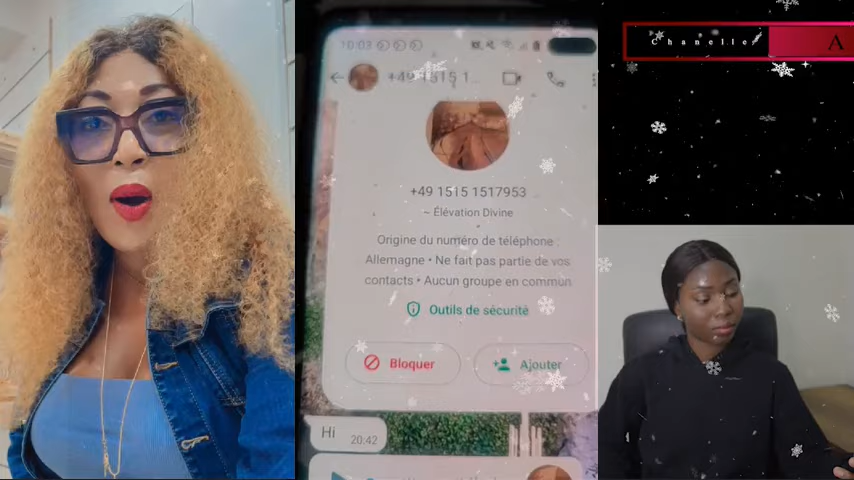 10:03
+49 1515 1...
+49 1515 1517953
~ Élévation Divine
Origine du numéro de téléphone :
Allemagne • Ne fait pas partie de vos
contacts • Aucun groupe en commun
Outils de sécurité
Bloquer
Ajouter
Hi
20:42
Chanelle
A